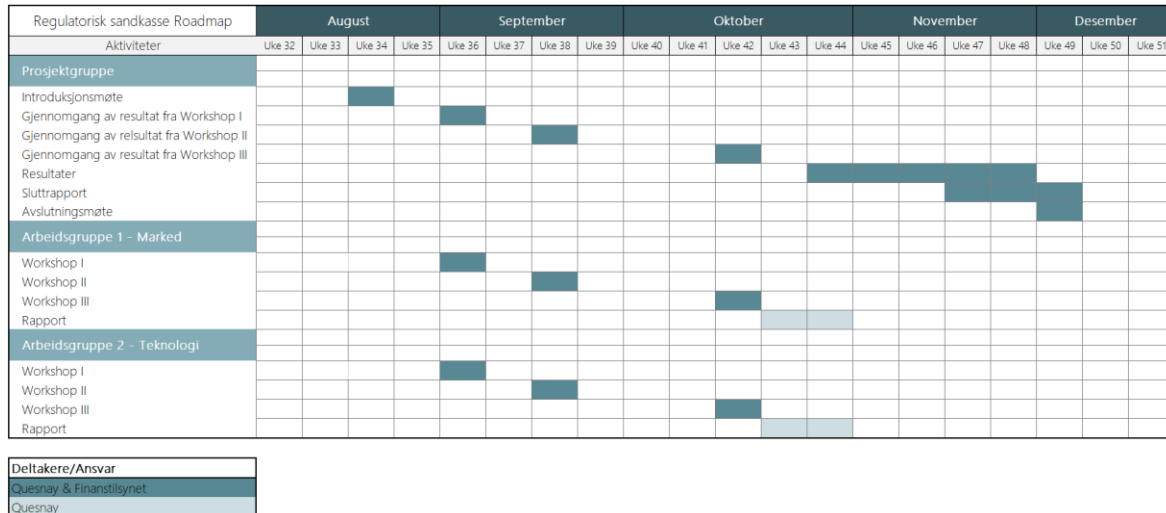 Regulatorisk sandkasse Roadmap August September Oktober November Desember
Aktiviteter Uke 32 Uke 33 Uke 34 Uke 35 Uke 36 Uke 37 Uke 38 Uke 39 Uke 40 Uke 41 Uke 42 Uke 43 Uke 44 Uke 45 Uke 46 Uke 47 Uke 48 Uke 49 Uke 50 Uke 51
Prosjektgruppe
Introduksjonsmøte
Gjennomgang av resultat fra Workshop I
Gjennomgang av relsultat fra Workshop II
Gjennomgang av resultat fra Workshop III
Resultater
Sluttrapport
Avslutningsmøte
Arbeidsgruppe 1 - Marked
Workshop I
Workshop II
Workshop III
Rapport
Arbeidsgruppe 2 - Teknologi
Workshop I
Workshop II
Workshop III
Rapport
Deltakere/Ansvar
Quesnay & Finanstilsynet
Quesnay